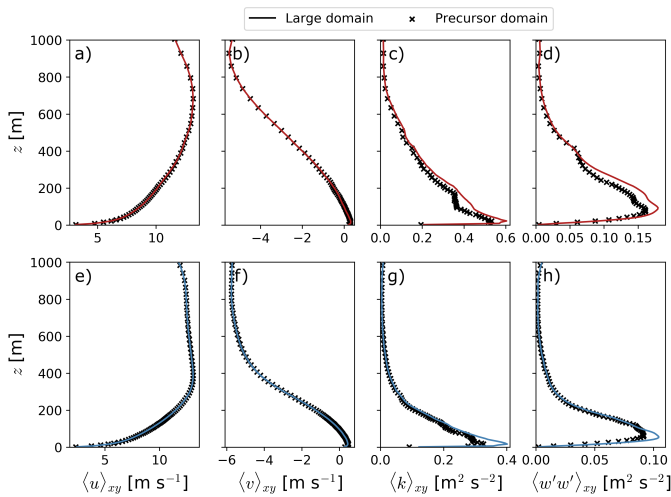 Large domain Precursor domain
1000 800 600 400 200 0
z [m]
a) b) c) d)
5 10 −4 −2 0 0.0 0.2 0.4 0.6 0.00 0.05 0.10 0.15
1000 800 600 400 200 0
z [m]
e) f) g) h)
5 10 −6 −4 −2 0 0.0 0.2 0.4 0.00 0.05 0.10
⟨u⟩xy [m s⁻¹] ⟨v⟩xy [m s⁻¹] ⟨k⟩xy [m² s⁻²] ⟨w′w′⟩xy [m² s⁻²]